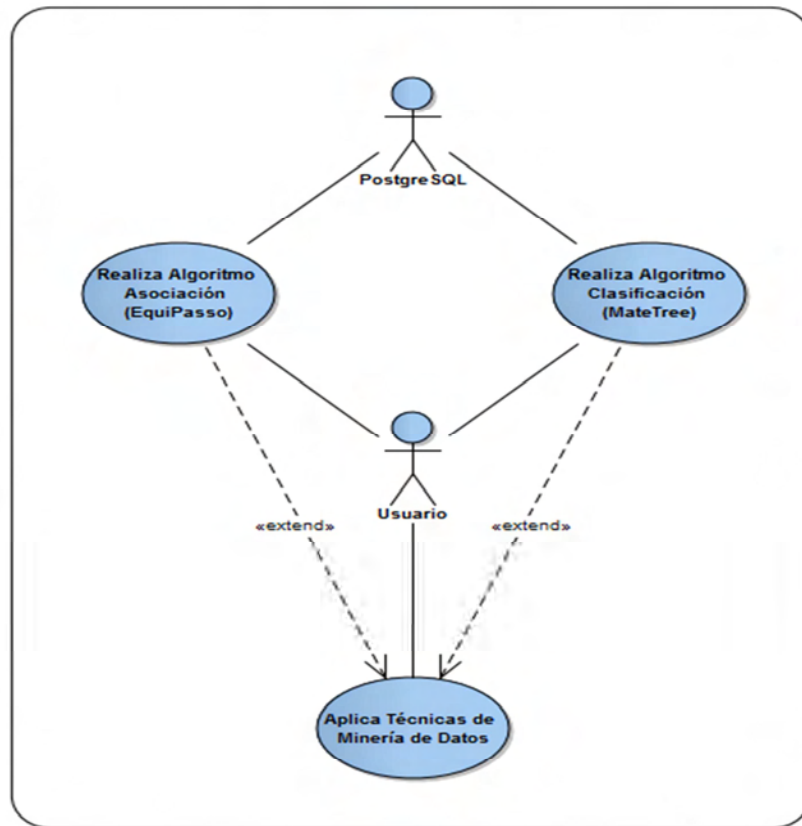 PostgreSQL
Realiza Algoritmo
Asociación
(EquiPasso)
Realiza Algoritmo
Clasificación
(MateTree)
Usuario
«extend»
«extend»
Aplica Técnicas de
Minería de Datos